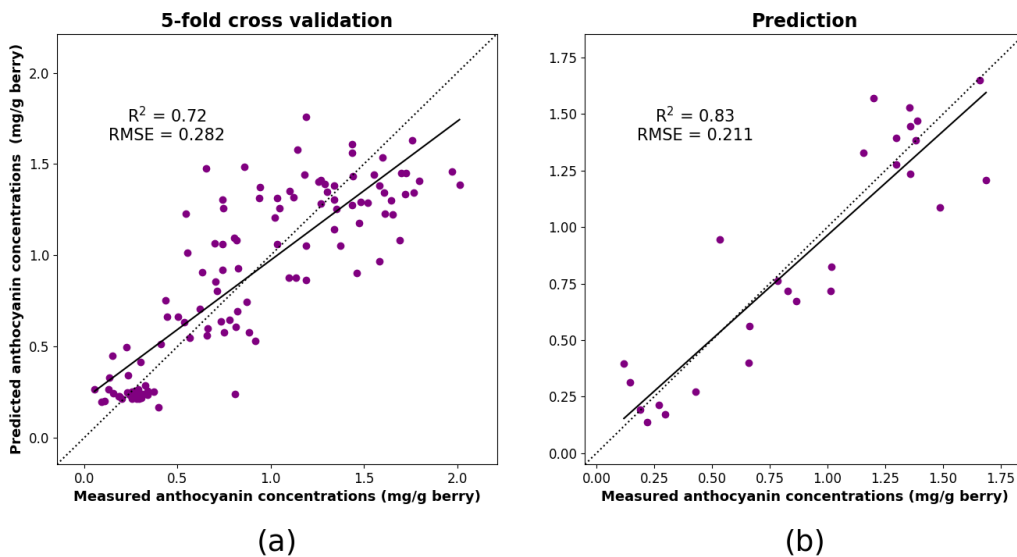 5-fold cross validation
Predicted anthocyanin concentrations (mg/g berry)
2.0
1.5
1.0
0.5
0.0
R² = 0.72
RMSE = 0.282
0.0 0.5 1.0 1.5 2.0
Measured anthocyanin concentrations (mg/g berry)
(a)
Prediction
1.75
1.50
1.25
1.00
0.75
0.50
0.25
0.00
R² = 0.83
RMSE = 0.211
0.00 0.25 0.50 0.75 1.00 1.25 1.50 1.75
Measured anthocyanin concentrations (mg/g berry)
(b)